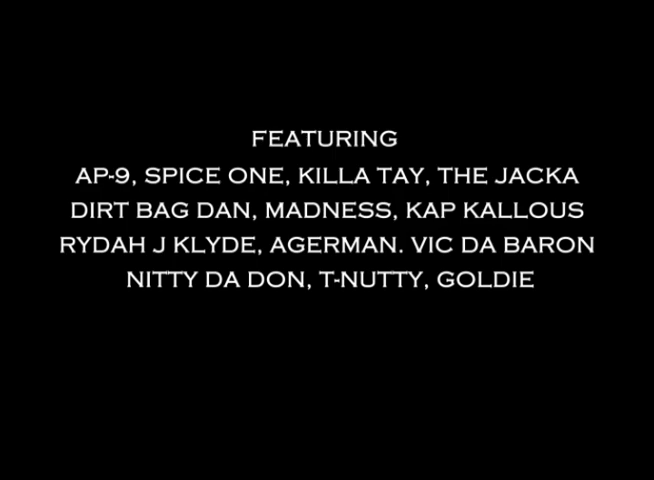 FEATURING
AP-9, SPICE ONE, KILLA TAY, THE JACKA
DIRT BAG DAN, MADNESS, KAP KALLOUS
RYDAH J KLYDE, AGERMAN. VIC DA BARON
NITTY DA DON, T-NUTTY, GOLDIE